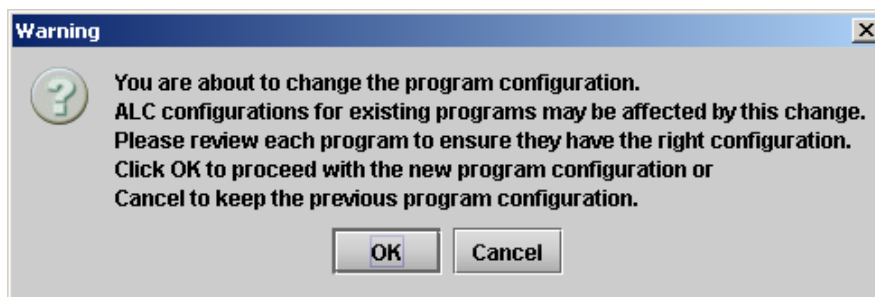 Warning
You are about to change the program configuration.
ALC configurations for existing programs may be affected by this change.
Please review each program to ensure they have the right configuration.
Click OK to proceed with the new program configuration or
Cancel to keep the previous program configuration.
OK Cancel